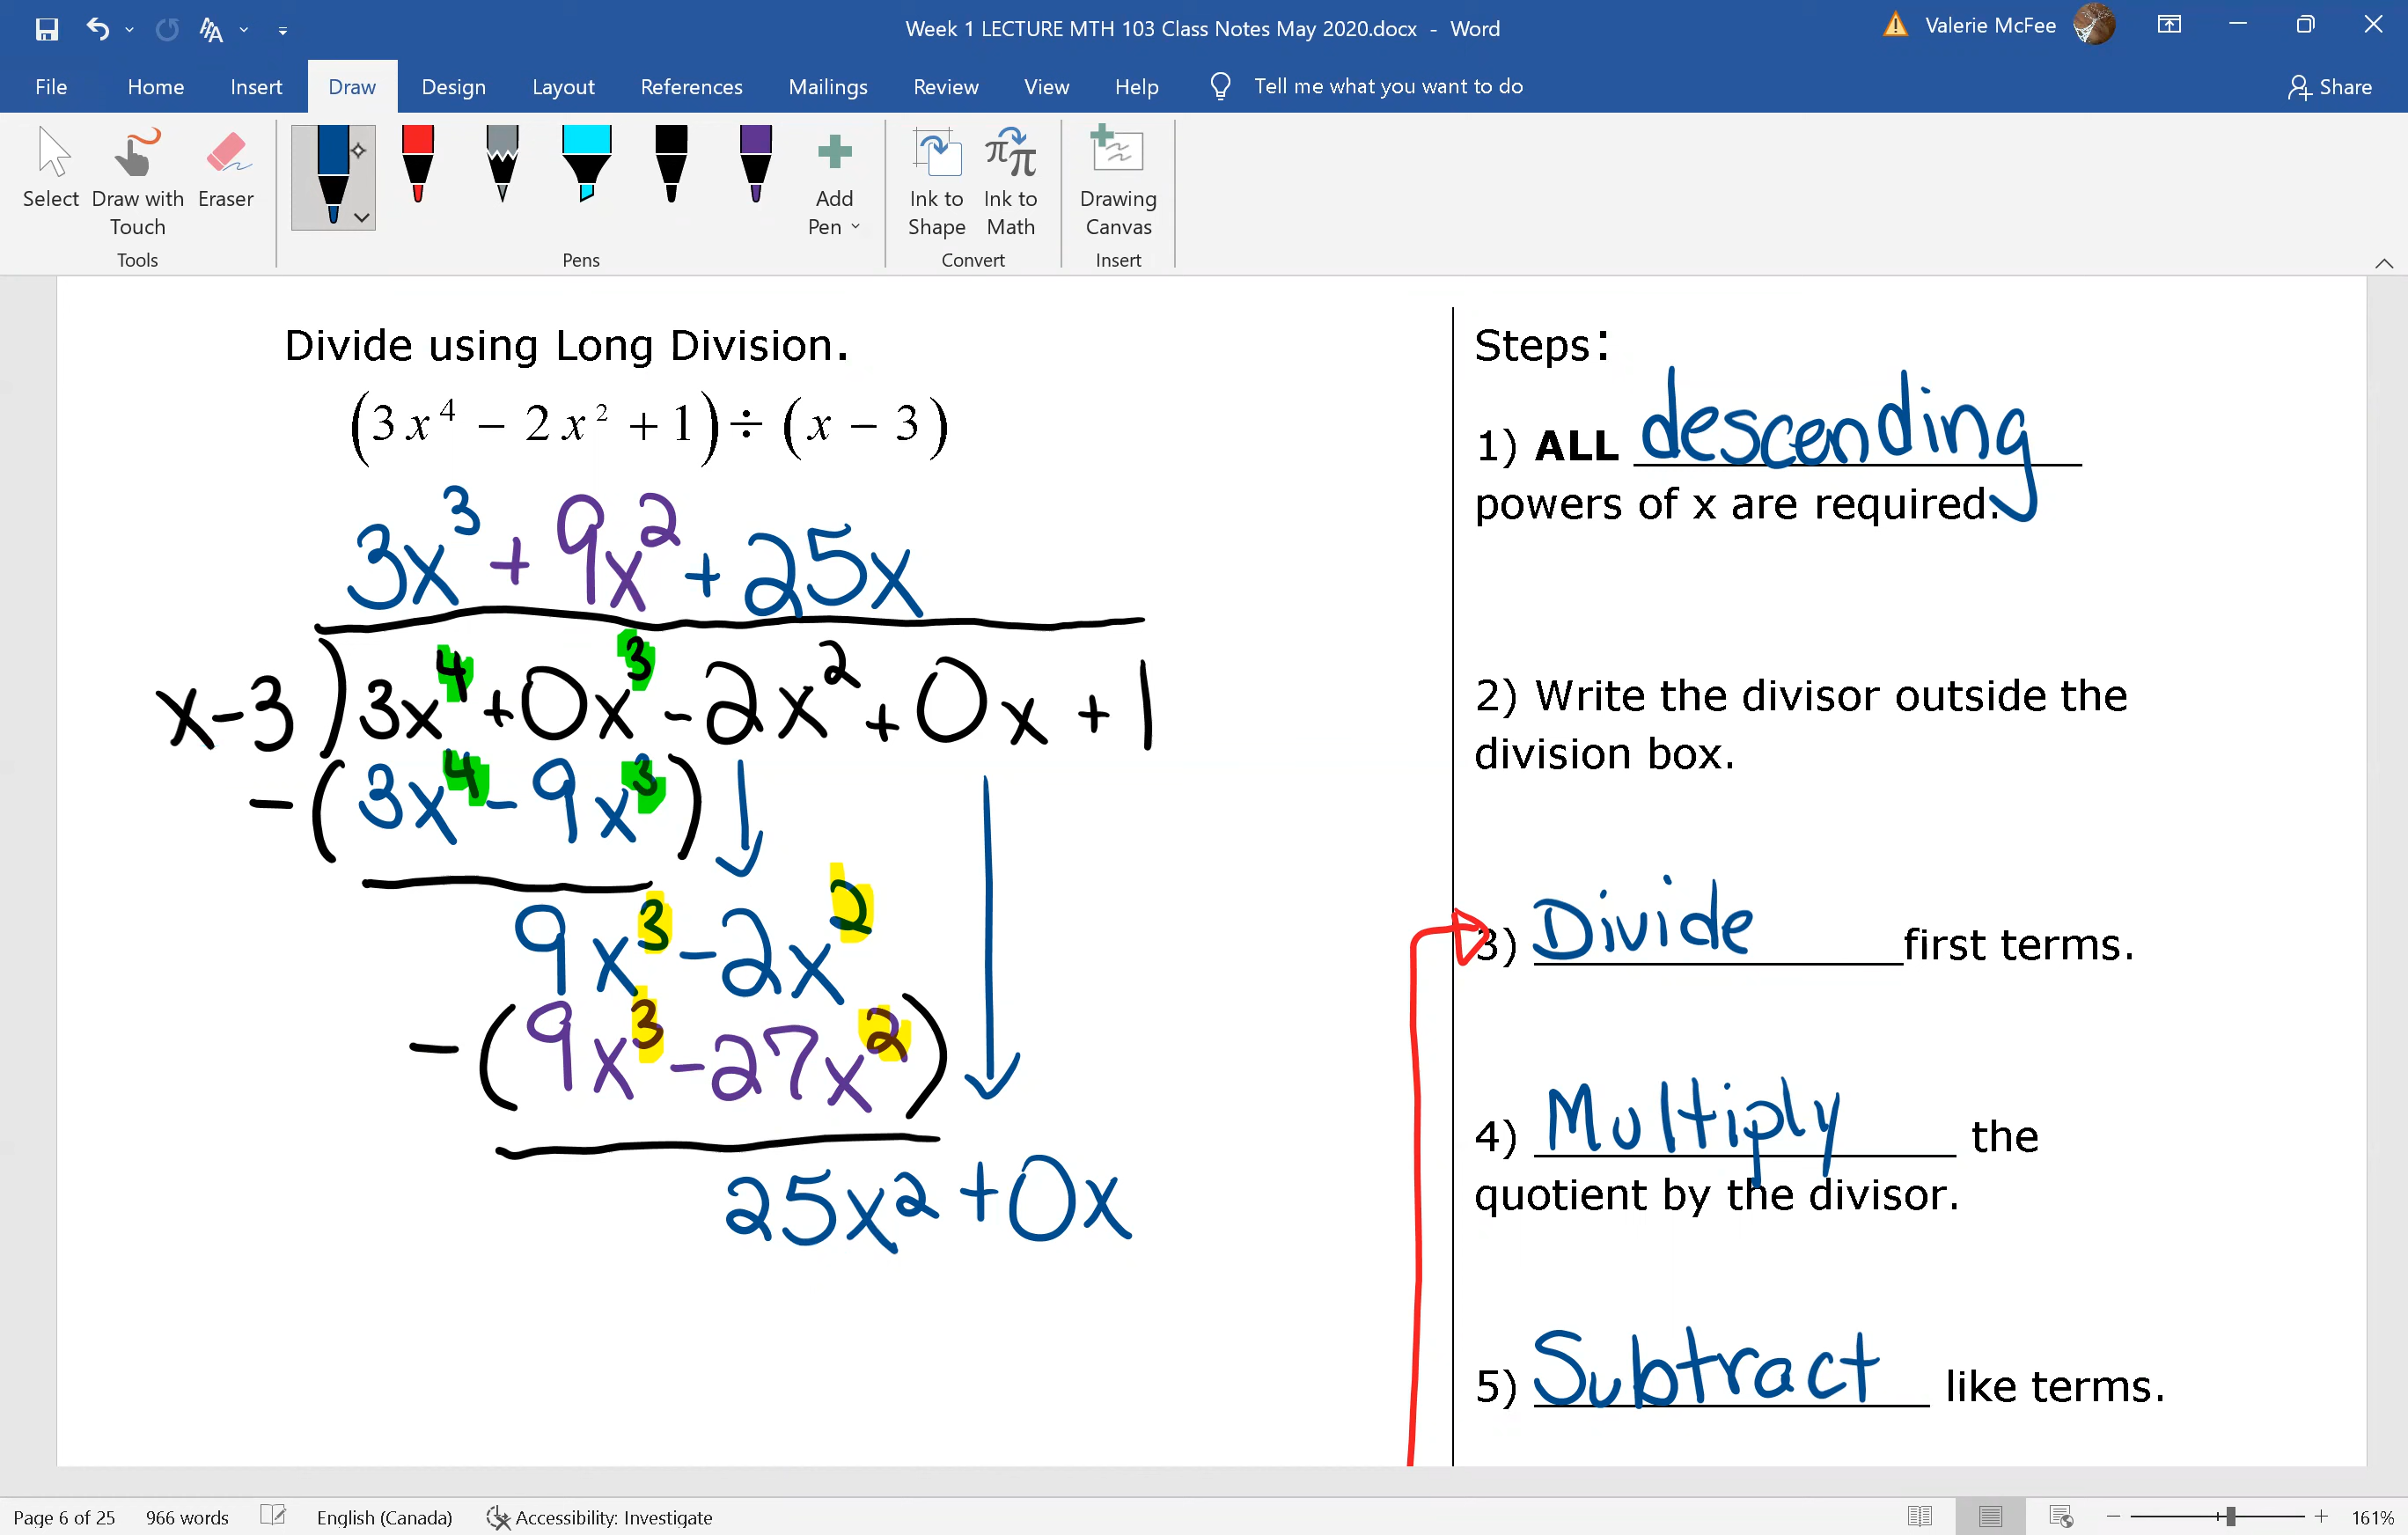 Week 1 LECTURE MTH 103 Class Notes May 2020.docx - Word
Valerie McFee
File Home Insert Draw Design Layout References Mailings Review View Help Tell me what you want to do Share
Select Draw with Touch Eraser Add Pen Ink to Shape Ink to Math Drawing Canvas
Tools Pens Convert Insert
Divide using Long Division.
(3x⁴ − 2x² + 1) ÷ (x − 3)
3x³ + 9x² + 25x
x-3)3x⁴ + 0x³ - 2x² + 0x + 1
-(3x⁴ - 9x³)
9x³ - 2x²
-(9x³ - 27x²)
25x² + 0x
Steps:
1) ALL descending
powers of x are required.
2) Write the divisor outside the
division box.
3) Divide first terms.
4) Multiply the
quotient by the divisor.
5) Subtract like terms.
Page 6 of 25 966 words English (Canada) Accessibility: Investigate 161%